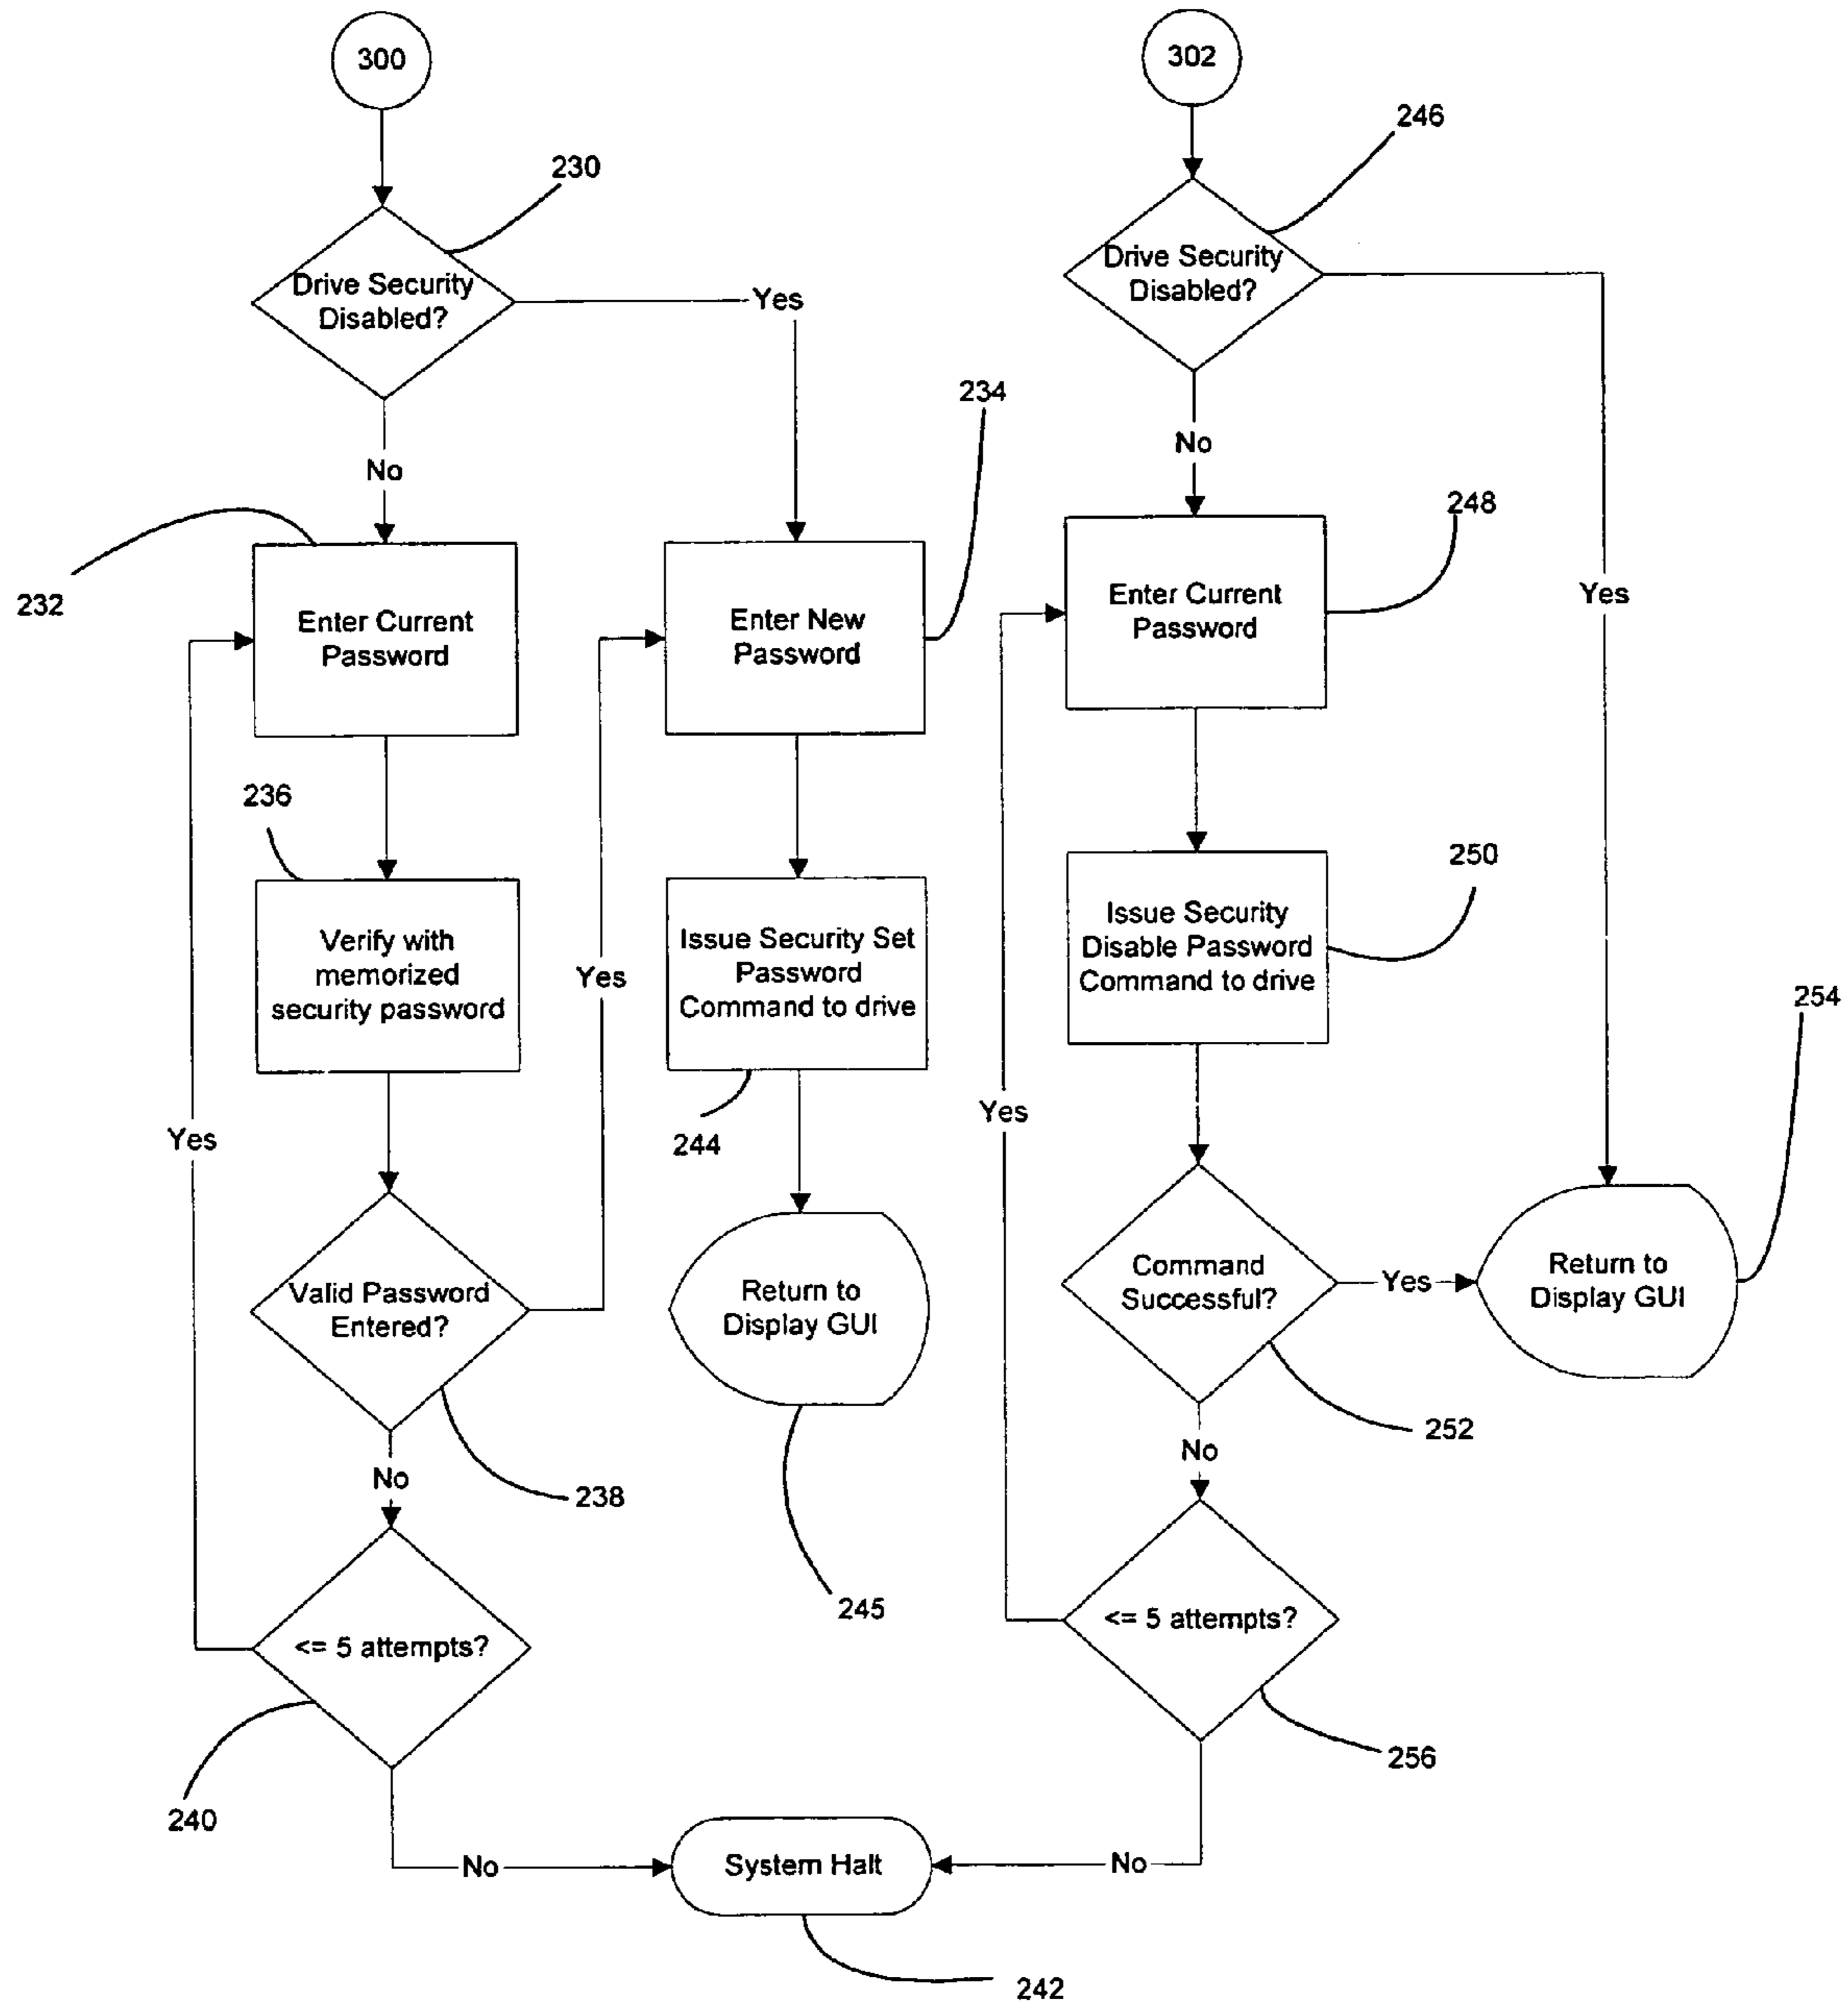 300
302
246
230
Drive Security
Disabled?
Drive Security
Disabled?
Yes
234
No
No
248
232
Enter Current
Password
Enter New
Password
Enter Current
Password
Yes
236
250
Verify with
memorized
security password
Yes
Issue Security Set
Password
Command to drive
Issue Security
Disable Password
Command to drive
254
Yes
244
Yes
Valid Password
Entered?
Return to
Display GUI
Command
Successful?
Yes
Return to
Display GUI
252
No
No
238
245
<= 5 attempts?
<= 5 attempts?
256
240
No
System Halt
No
242